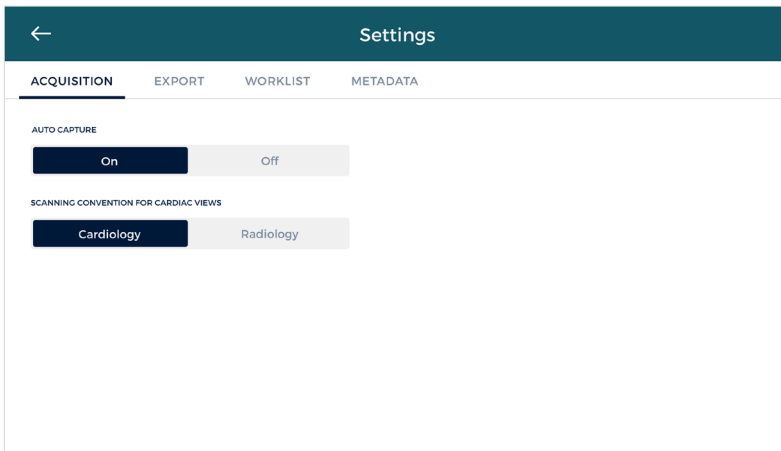 Settings
ACQUISITION EXPORT WORKLIST METADATA
AUTO CAPTURE
On Off
SCANNING CONVENTION FOR CARDIAC VIEWS
Cardiology Radiology